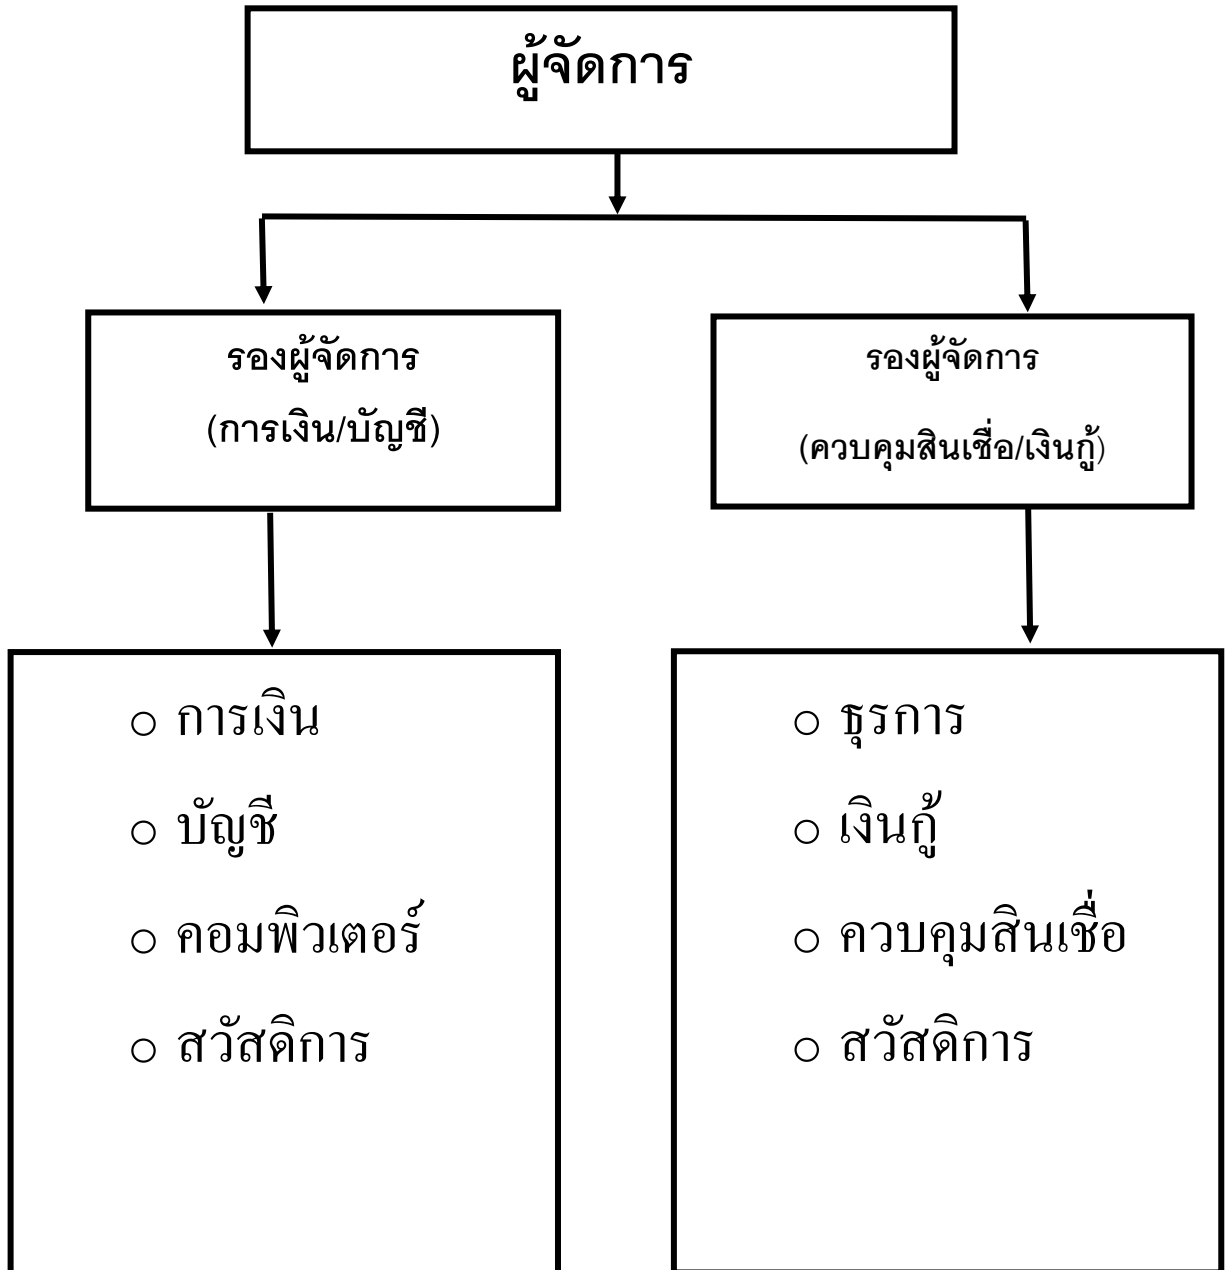 ผู้จัดการ
รองผู้จัดการ
(การเงิน/บัญชี)
รองผู้จัดการ
(ควบคุมสินเชื่อ/เงินกู้)
○ การเงิน
○ บัญชี
○ คอมพิวเตอร์
○ สวัสดิการ
○ ธุรการ
○ เงินกู้
○ ควบคุมสินเชื่อ
○ สวัสดิการ